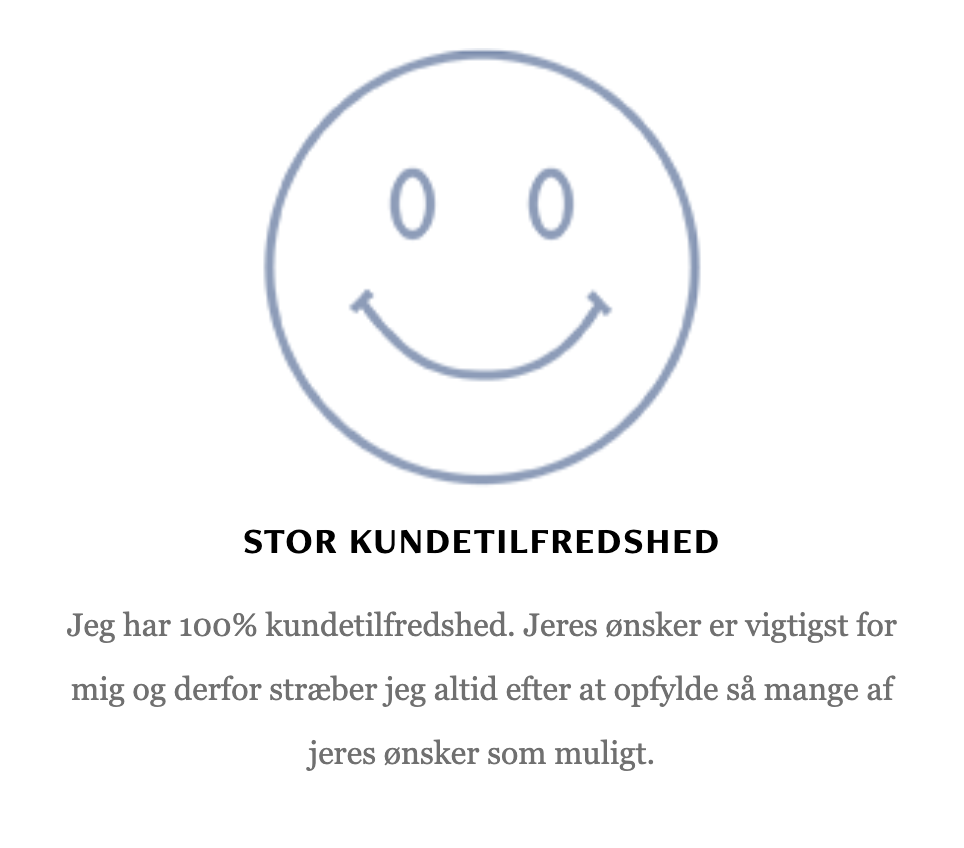 STOR KUNDETILFREDSHED
Jeg har 100% kundetilfredshed. Jeres ønsker er vigtigst for
mig og derfor stræber jeg altid efter at opfylde så mange af
jeres ønsker som muligt.